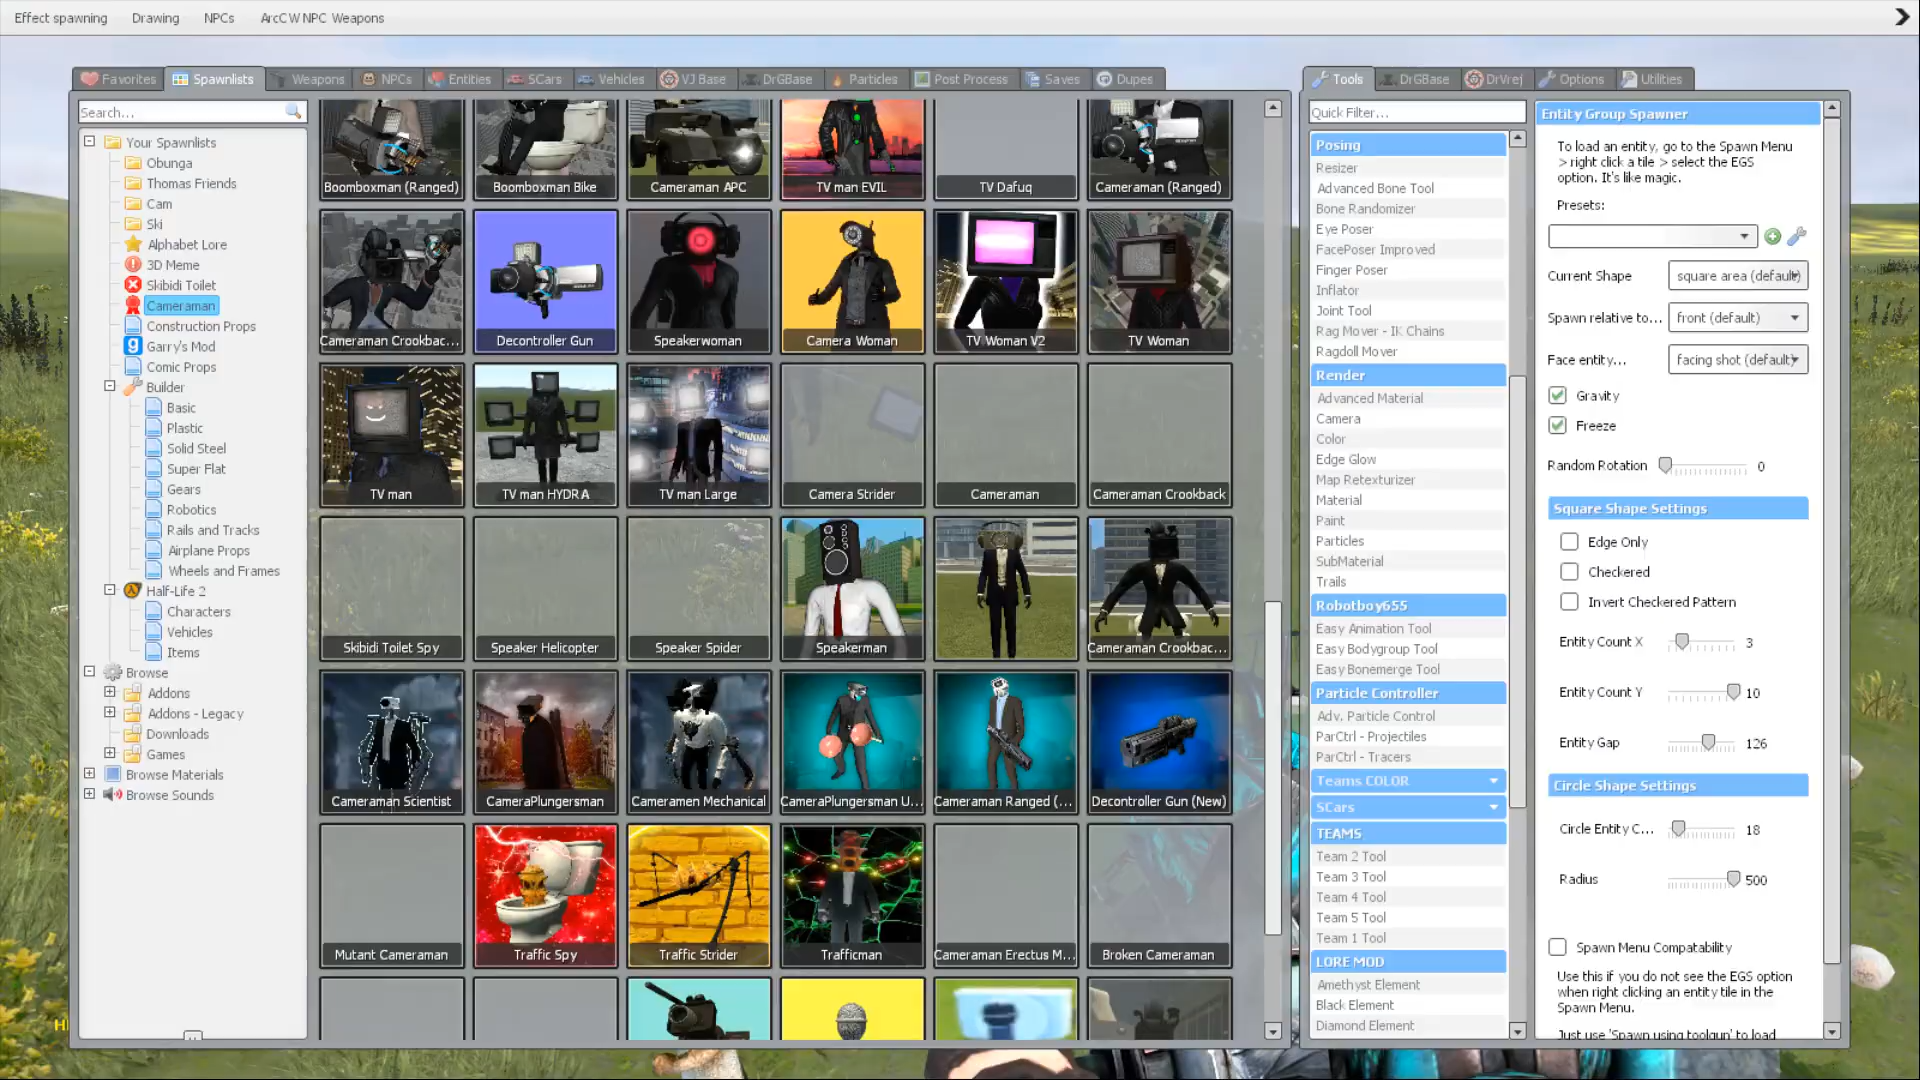 Effect spawning  Drawing  NPCs  ArcCW NPC Weapons
Favorites  Spawnlists  Weapons  NPCs  Entities  SCars  Vehicles  VJ Base  DrGBase  Particles  Post Process  Saves  Dupes
Search...
Your Spawnlists
Obunga
Thomas Friends
Cam
Ski
Alphabet Lore
3D Meme
Skibidi Toilet
Cameraman
Construction Props
Garry's Mod
Comic Props
Builder
Basic
Plastic
Solid Steel
Super Flat
Gears
Robotics
Rails and Tracks
Airplane Props
Wheels and Frames
Half-Life 2
Characters
Vehicles
Items
Browse
Addons
Addons - Legacy
Downloads
Games
Browse Materials
Browse Sounds
Boomboxman (Ranged)  Boomboxman Bike  Cameraman APC  TV man EVIL  TV Dafuq  Cameraman (Ranged)
Cameraman Crookbac...  Decontroller Gun  Speakerwoman  Camera Woman  TV Woman V2  TV Woman
TV man  TV man HYDRA  TV man Large  Camera Strider  Cameraman  Cameraman Crookback
Skibidi Toilet Spy  Speaker Helicopter  Speaker Spider  Speakerman  Cameraman Crookbac...
Cameraman Scientist  CameraPlungersman  Cameramen Mechanical  CameraPlungersman U...  Cameraman Ranged (...  Decontroller Gun (New)
Mutant Cameraman  Traffic Spy  Traffic Strider  Trafficman  Cameraman Erectus M...  Broken Cameraman
Tools  DrGBase  DrVrej  Options  Utilities
Quick Filter...
Posing
Resizer
Advanced Bone Tool
Bone Randomizer
Eye Poser
FacePoser Improved
Finger Poser
Inflator
Joint Tool
Rag Mover - IK Chains
Ragdoll Mover
Render
Advanced Material
Camera
Color
Edge Glow
Map Retexturizer
Material
Paint
Particles
SubMaterial
Trails
Robotboy655
Easy Animation Tool
Easy Bodygroup Tool
Easy Bonemerge Tool
Particle Controller
Adv. Particle Control
ParCtrl - Projectiles
ParCtrl - Tracers
Teams COLOR
SCars
TEAMS
Team 2 Tool
Team 3 Tool
Team 4 Tool
Team 5 Tool
Team 1 Tool
LORE MOD
Amethyst Element
Black Element
Diamond Element
Entity Group Spawner
To load an entity, go to the Spawn Menu
> right click a tile > select the EGS
option. It's like magic.
Presets:
Current Shape  square area (default)
Spawn relative to...  front (default)
Face entity...  facing shot (default)
Gravity
Freeze
Random Rotation  0
Square Shape Settings
Edge Only
Checkered
Invert Checkered Pattern
Entity Count X  3
Entity Count Y  10
Entity Gap  126
Circle Shape Settings
Circle Entity C...  18
Radius  500
Spawn Menu Compatability
Use this if you do not see the EGS option
when right clicking an entity tile in the
Spawn Menu.
Just use 'Spawn using toolgun' to load